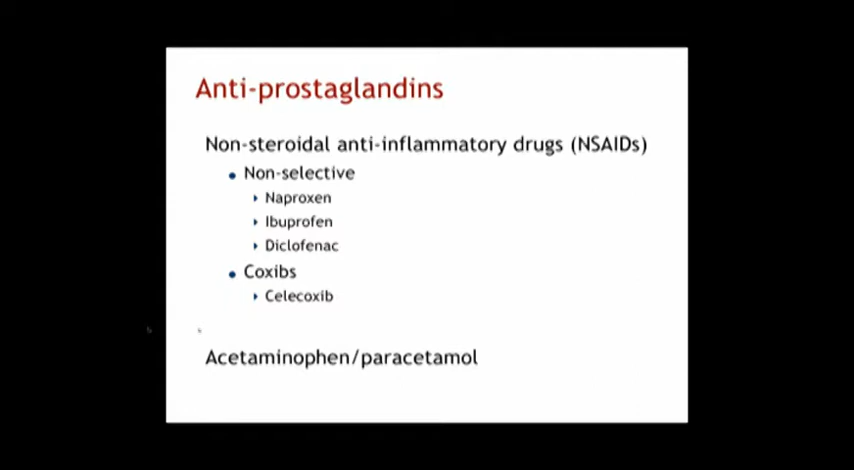 Anti-prostaglandins
Non-steroidal anti-inflammatory drugs (NSAIDs)
Non-selective
Naproxen
Ibuprofen
Diclofenac
Coxibs
Celecoxib
Acetaminophen/paracetamol